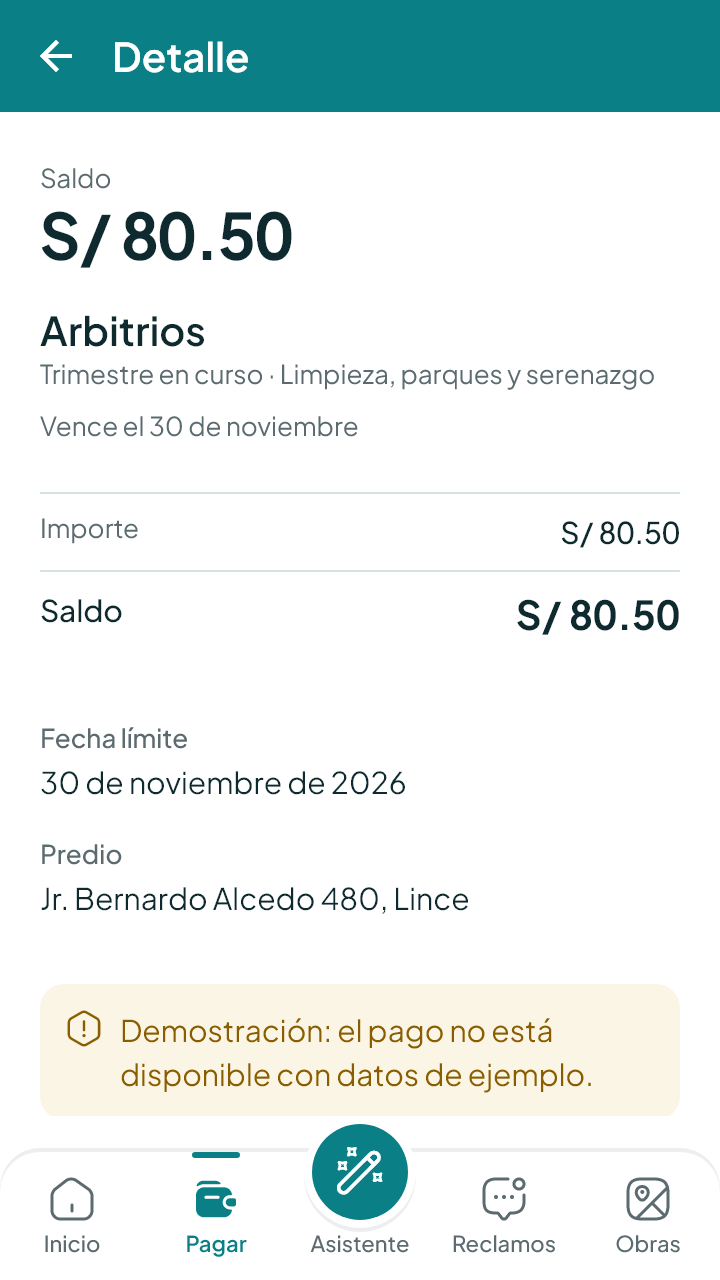 Detalle
Saldo
S/ 80.50
Arbitrios
Trimestre en curso · Limpieza, parques y serenazgo
Vence el 30 de noviembre
Importe S/ 80.50
Saldo S/ 80.50
Fecha límite
30 de noviembre de 2026
Predio
Jr. Bernardo Alcedo 480, Lince
Demostración: el pago no está
disponible con datos de ejemplo.
Inicio Pagar Asistente Reclamos Obras